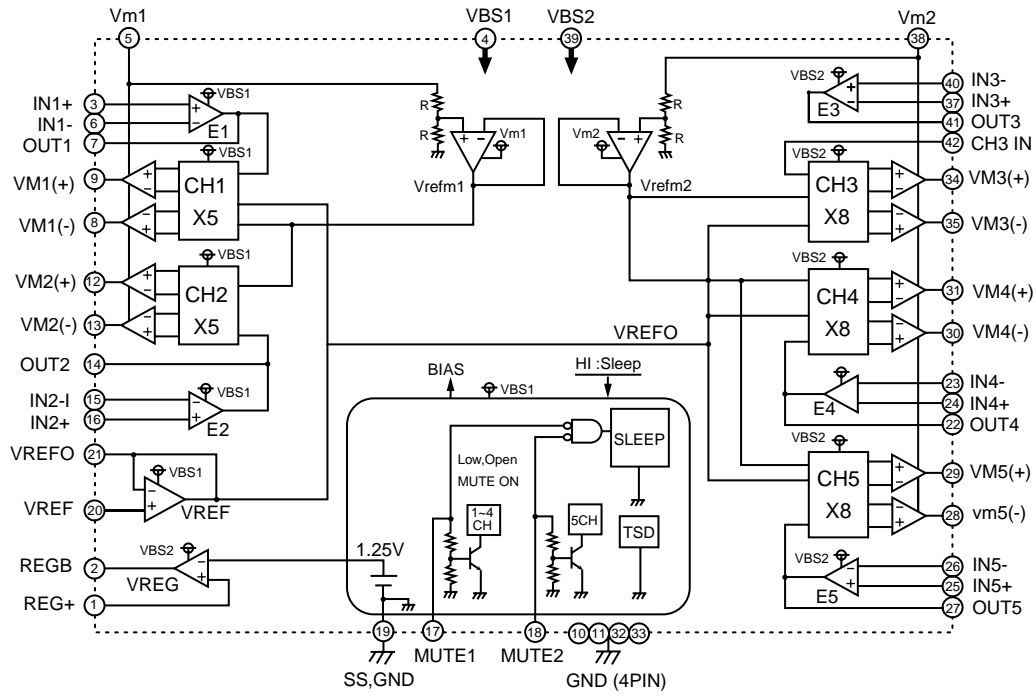 Vm1
VBS1
VBS2
Vm2
5
4
39
38
IN1+ 3
IN1- 6
OUT1 7
VM1(+) 9
VM1(-) 8
VM2(+) 12
VM2(-) 13
OUT2 14
IN2-I 15
IN2+ 16
VREFO 21
VREF 20
REGB 2
REG+ 1
VBS1
+
-
E1
VBS1
CH1
X5
-
+
-
+
VBS1
CH2
X5
-
+
-
+
VBS1
-
+
E2
VBS1
-
+
VREF
VBS2
-
+
VREG
R
R
+ -
Vm1
Vrefm1
Vm2
- +
R
R
Vrefm2
VREFO
BIAS
VBS1
HI :Sleep
SLEEP
Low,Open
MUTE ON
1~4
CH
5CH
TSD
1.25V
19
17
18
10 11 32 33
MUTE1
MUTE2
SS,GND
GND (4PIN)
VBS2
+
-
E3
VBS2
CH3
X8
+
-
-
+
VBS2
CH4
X8
+
-
-
+
-
+
E4
VBS2
CH5
X8
+
-
-
+
VBS2
-
+
E5
40 IN3-
37 IN3+
41 OUT3
42 CH3 IN
34 VM3(+)
35 VM3(-)
31 VM4(+)
30 VM4(-)
23 IN4-
24 IN4+
22 OUT4
29 VM5(+)
28 vm5(-)
26 IN5-
25 IN5+
27 OUT5